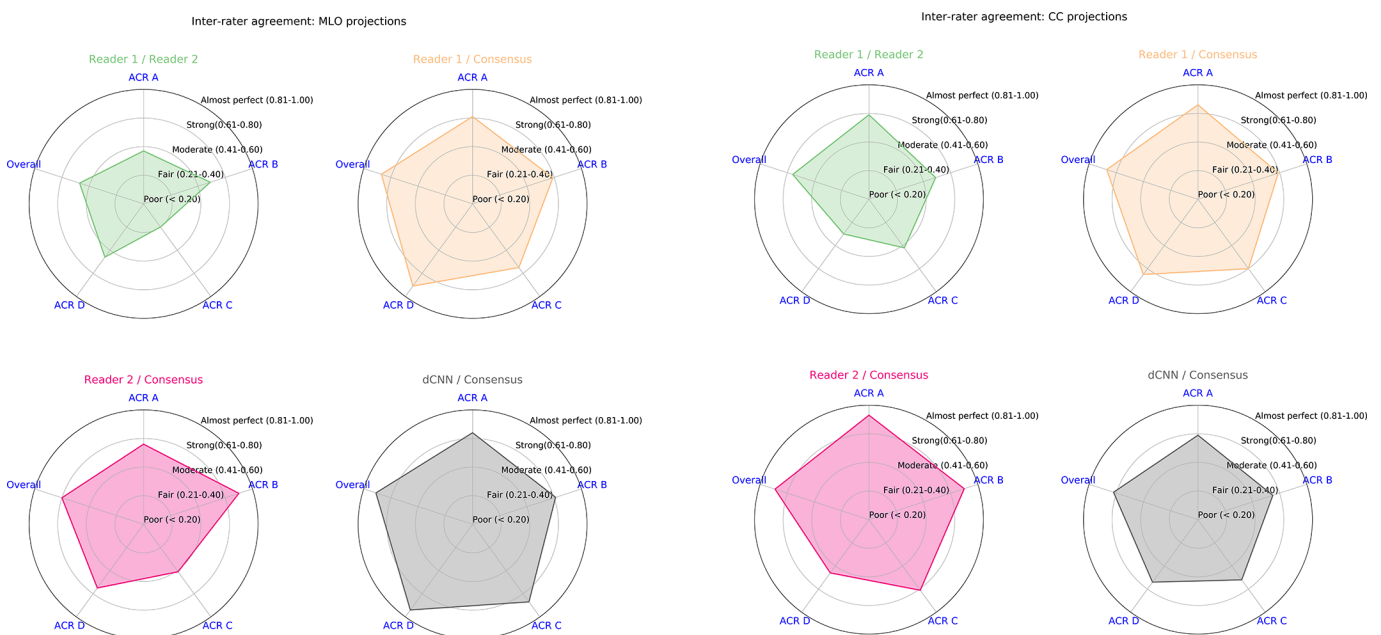 Inter-rater agreement: MLO projections
Reader 1 / Reader 2
ACR A
Almost perfect (0.81-1.00)
Strong(0.61-0.80)
Moderate (0.41-0.60)
Overall
ACR B
Fair (0.21-0.40)
Poor (< 0.20)
ACR D
ACR C
Reader 1 / Consensus
ACR A
Almost perfect (0.81-1.00)
Strong(0.61-0.80)
Moderate (0.41-0.60)
Overall
ACR B
Fair (0.21-0.40)
Poor (< 0.20)
ACR D
ACR C
Reader 2 / Consensus
ACR A
Almost perfect (0.81-1.00)
Strong(0.61-0.80)
Moderate (0.41-0.60)
Overall
ACR B
Fair (0.21-0.40)
Poor (< 0.20)
ACR D
ACR C
dCNN / Consensus
ACR A
Almost perfect (0.81-1.00)
Strong(0.61-0.80)
Moderate (0.41-0.60)
Overall
ACR B
Fair (0.21-0.40)
Poor (< 0.20)
ACR D
ACR C
Inter-rater agreement: CC projections
Reader 1 / Reader 2
ACR A
Almost perfect (0.81-1.00)
Strong(0.61-0.80)
Moderate (0.41-0.60)
Overall
ACR B
Fair (0.21-0.40)
Poor (< 0.20)
ACR D
ACR C
Reader 1 / Consensus
ACR A
Almost perfect (0.81-1.00)
Strong(0.61-0.80)
Moderate (0.41-0.60)
Overall
ACR B
Fair (0.21-0.40)
Poor (< 0.20)
ACR D
ACR C
Reader 2 / Consensus
ACR A
Almost perfect (0.81-1.00)
Strong(0.61-0.80)
Moderate (0.41-0.60)
Overall
ACR B
Fair (0.21-0.40)
Poor (< 0.20)
ACR D
ACR C
dCNN / Consensus
ACR A
Almost perfect (0.81-1.00)
Strong(0.61-0.80)
Moderate (0.41-0.60)
Overall
ACR B
Fair (0.21-0.40)
Poor (< 0.20)
ACR D
ACR C